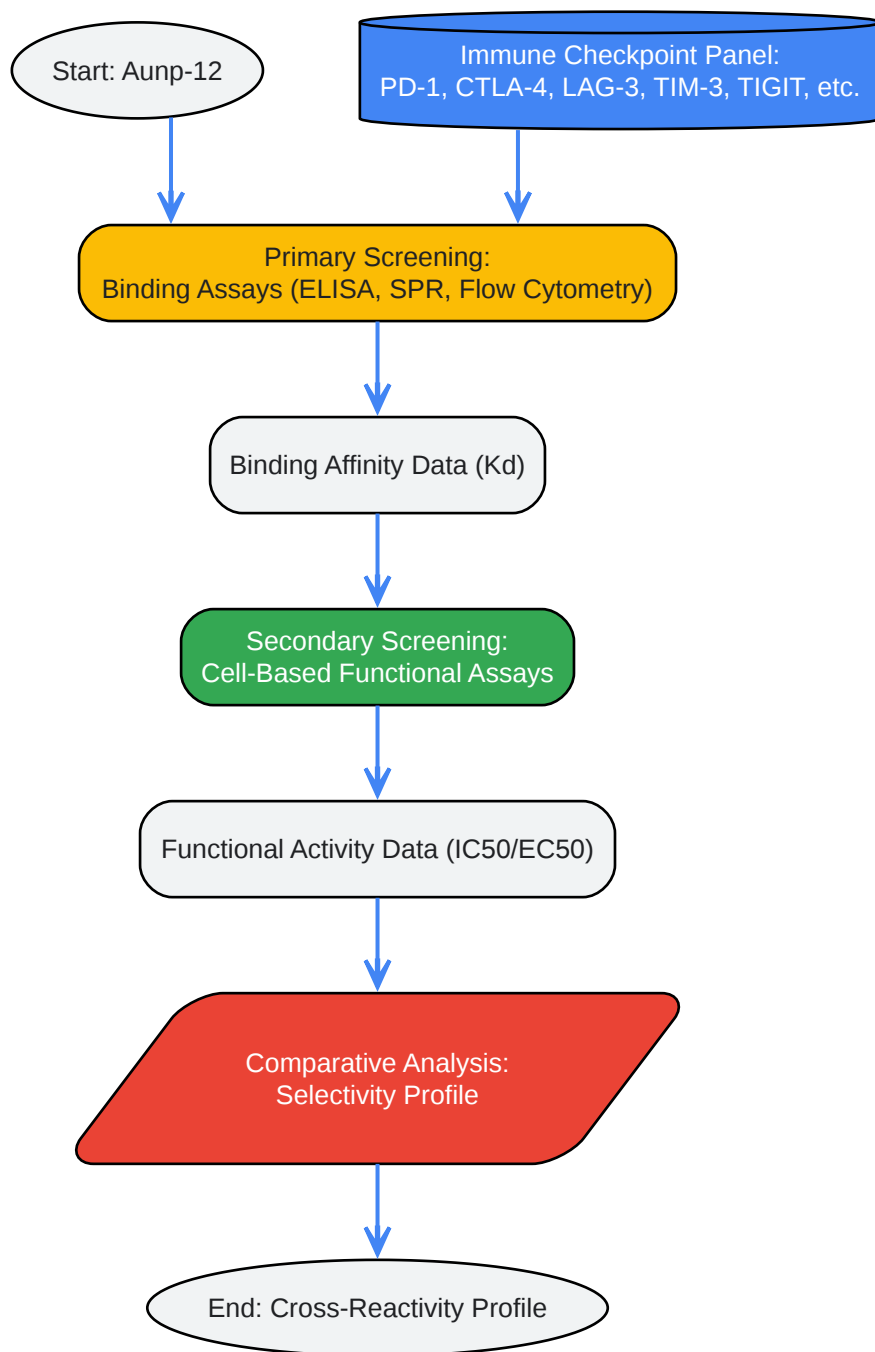 Start: Aunp-12
Immune Checkpoint Panel:
PD-1, CTLA-4, LAG-3, TIM-3, TIGIT, etc.
Primary Screening:
Binding Assays (ELISA, SPR, Flow Cytometry)
Binding Affinity Data (Kd)
Secondary Screening:
Cell-Based Functional Assays
Functional Activity Data (IC50/EC50)
Comparative Analysis:
Selectivity Profile
End: Cross-Reactivity Profile